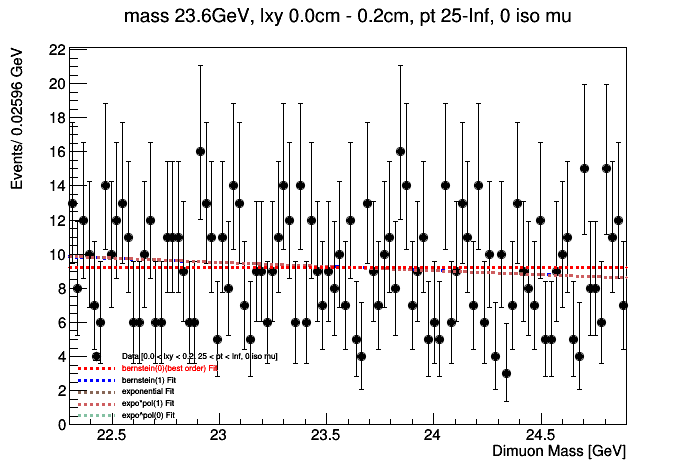 mass 23.6GeV, lxy 0.0cm - 0.2cm, pt 25-Inf, 0 iso mu
Events/ 0.02596 GeV
22
20
18
16
14
12
10
8
6
4
2
0
Data [0.0 < lxy < 0.2, 25 < pt < Inf, 0 iso mu]
bernstein(0)(best order) Fit
bernstein(1) Fit
exponential Fit
expo*pol(1) Fit
expo^pol(0) Fit
22.5 23 23.5 24 24.5
Dimuon Mass [GeV]